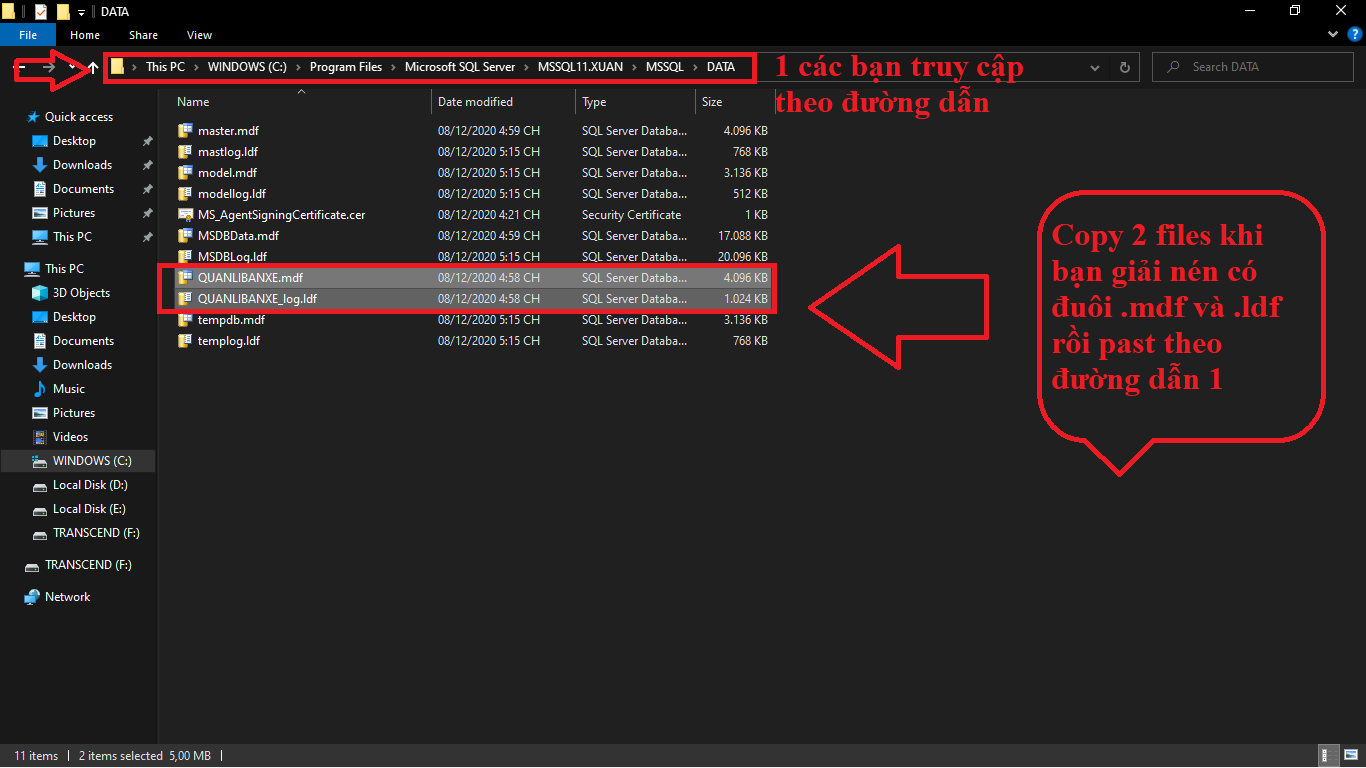 DATA
File Home Share View
This PC WINDOWS (C:) Program Files Microsoft SQL Server MSSQL11.XUAN MSSQL DATA
Search DATA
1 các bạn truy cập
theo đường dẫn
Name Date modified Type Size
master.mdf 08/12/2020 4:59 CH SQL Server Databa... 4.096 KB
mastlog.ldf 08/12/2020 5:15 CH SQL Server Databa... 768 KB
model.mdf 08/12/2020 5:15 CH SQL Server Databa... 3.136 KB
modellog.ldf 08/12/2020 5:15 CH SQL Server Databa... 512 KB
MS_AgentSigningCertificate.cer 08/12/2020 4:21 CH Security Certificate 1 KB
MSDBData.mdf 08/12/2020 4:59 CH SQL Server Databa... 17.088 KB
MSDBLog.ldf 08/12/2020 5:15 CH SQL Server Databa... 20.096 KB
QUANLIBANXE.mdf 08/12/2020 4:58 CH SQL Server Databa... 4.096 KB
QUANLIBANXE_log.ldf 08/12/2020 4:58 CH SQL Server Databa... 1.024 KB
tempdb.mdf 08/12/2020 5:15 CH SQL Server Databa... 3.136 KB
templog.ldf 08/12/2020 5:15 CH SQL Server Databa... 768 KB
Quick access
Desktop
Downloads
Documents
Pictures
This PC
This PC
3D Objects
Desktop
Documents
Downloads
Music
Pictures
Videos
WINDOWS (C:)
Local Disk (D:)
Local Disk (E:)
TRANSCEND (F:)
TRANSCEND (F:)
Network
Copy 2 files khi
bạn giải nén có
đuôi .mdf và .ldf
rồi past theo
đường dẫn 1
11 items 2 items selected 5,00 MB